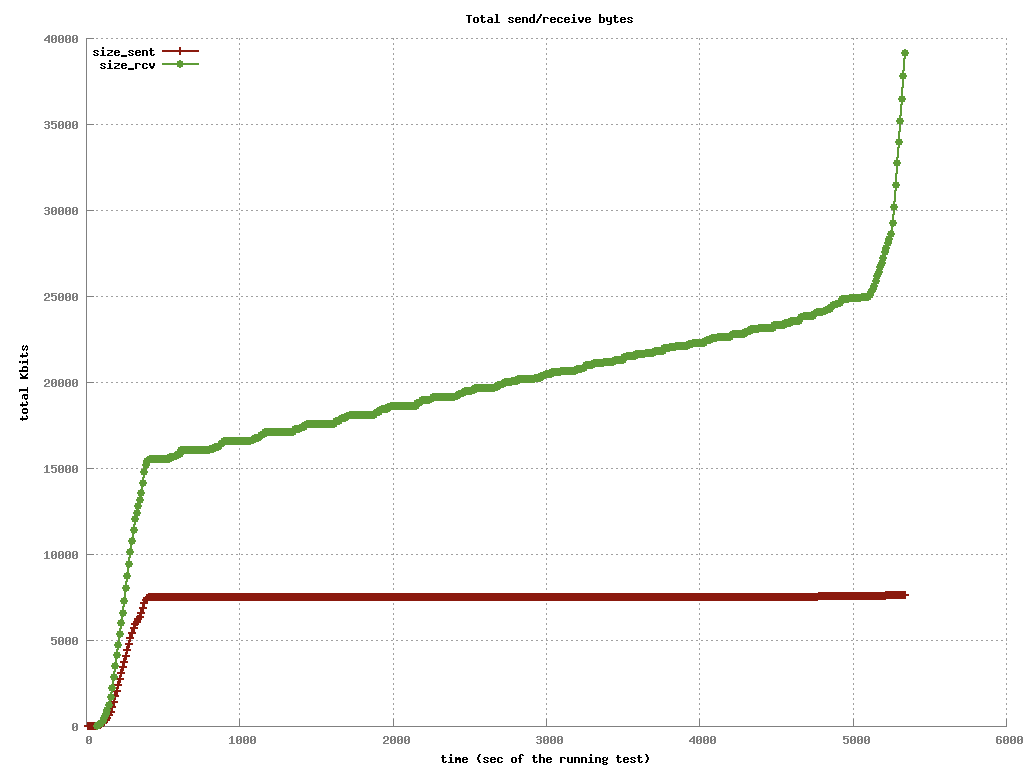 Total send/receive bytes
40000
size_sent
size_rcv
35000
30000
25000
total Kbits
20000
15000
10000
5000
0
0 1000 2000 3000 4000 5000 6000
time (sec of the running test)